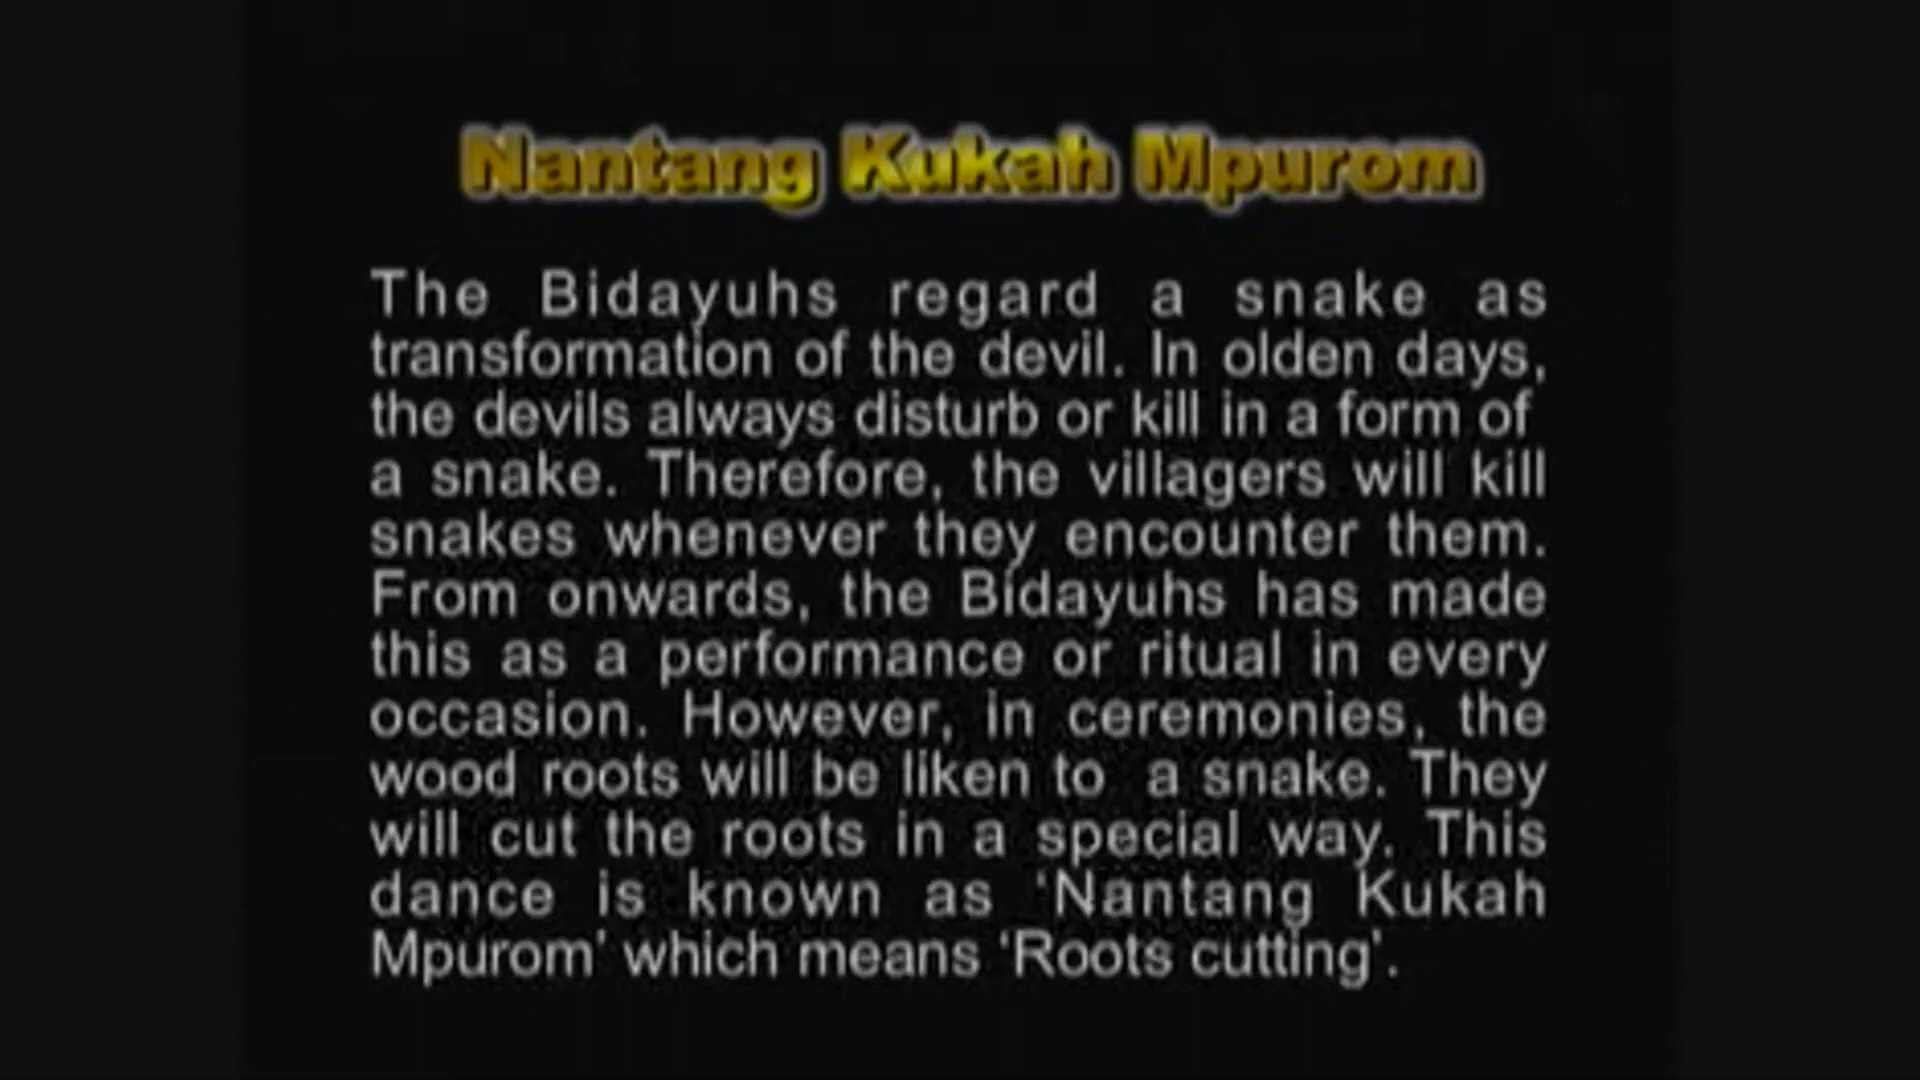 Nantang Kukah Mpurom
The Bidayuhs regard a snake as
transformation of the devil. In olden days,
the devils always disturb or kill in a form of
a snake. Therefore, the villagers will kill
snakes whenever they encounter them.
From onwards, the Bidayuhs has made
this as a performance or ritual in every
occasion. However, in ceremonies, the
wood roots will be liken to a snake. They
will cut the roots in a special way. This
dance is known as ‘Nantang Kukah
Mpurom’ which means ‘Roots cutting’.